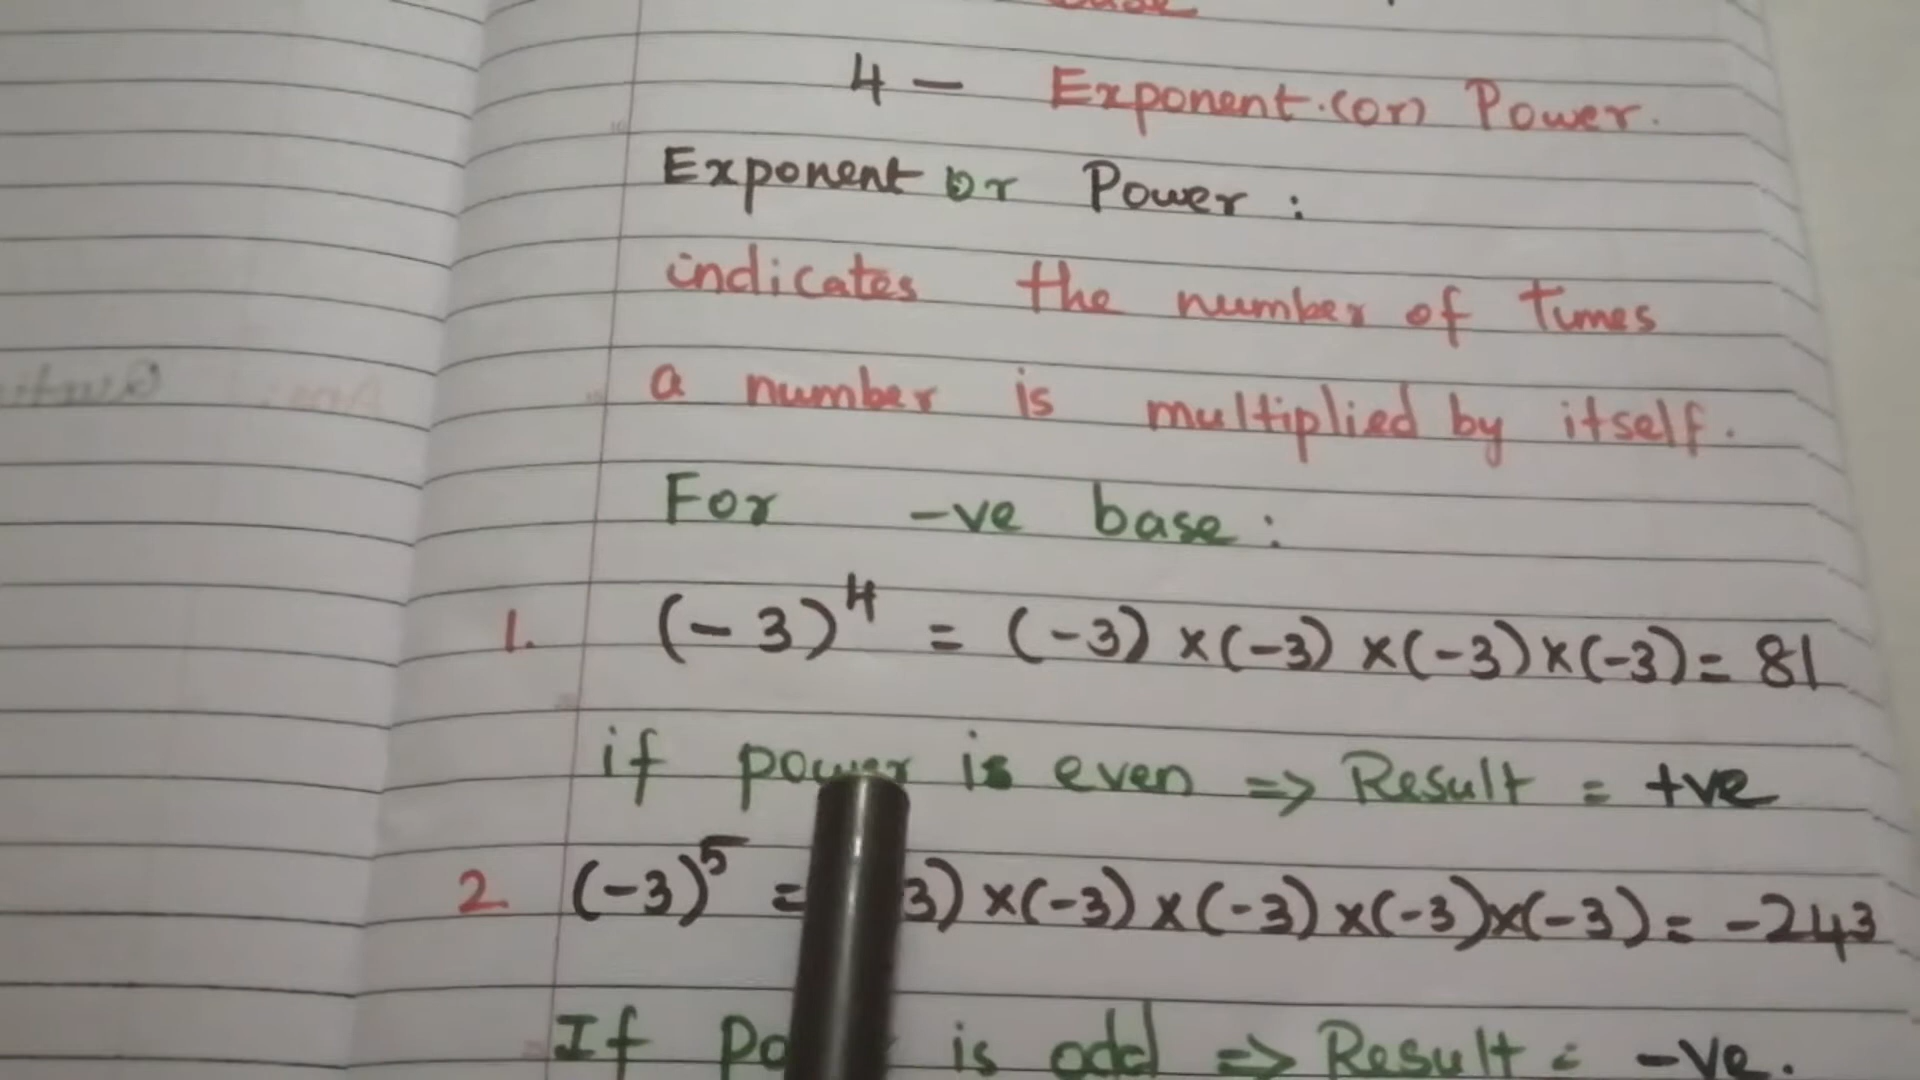 4 — Exponent (or) Power.
Exponent or Power :
indicates the number of times
a number is multiplied by itself.
For -ve base :
1. (-3)⁴ = (-3) × (-3) × (-3) × (-3) = 81
if power is even => Result = +ve
2. (-3)⁵ = 3) × (-3) × (-3) × (-3) × (-3) = -243
If is odd => Result = -ve.